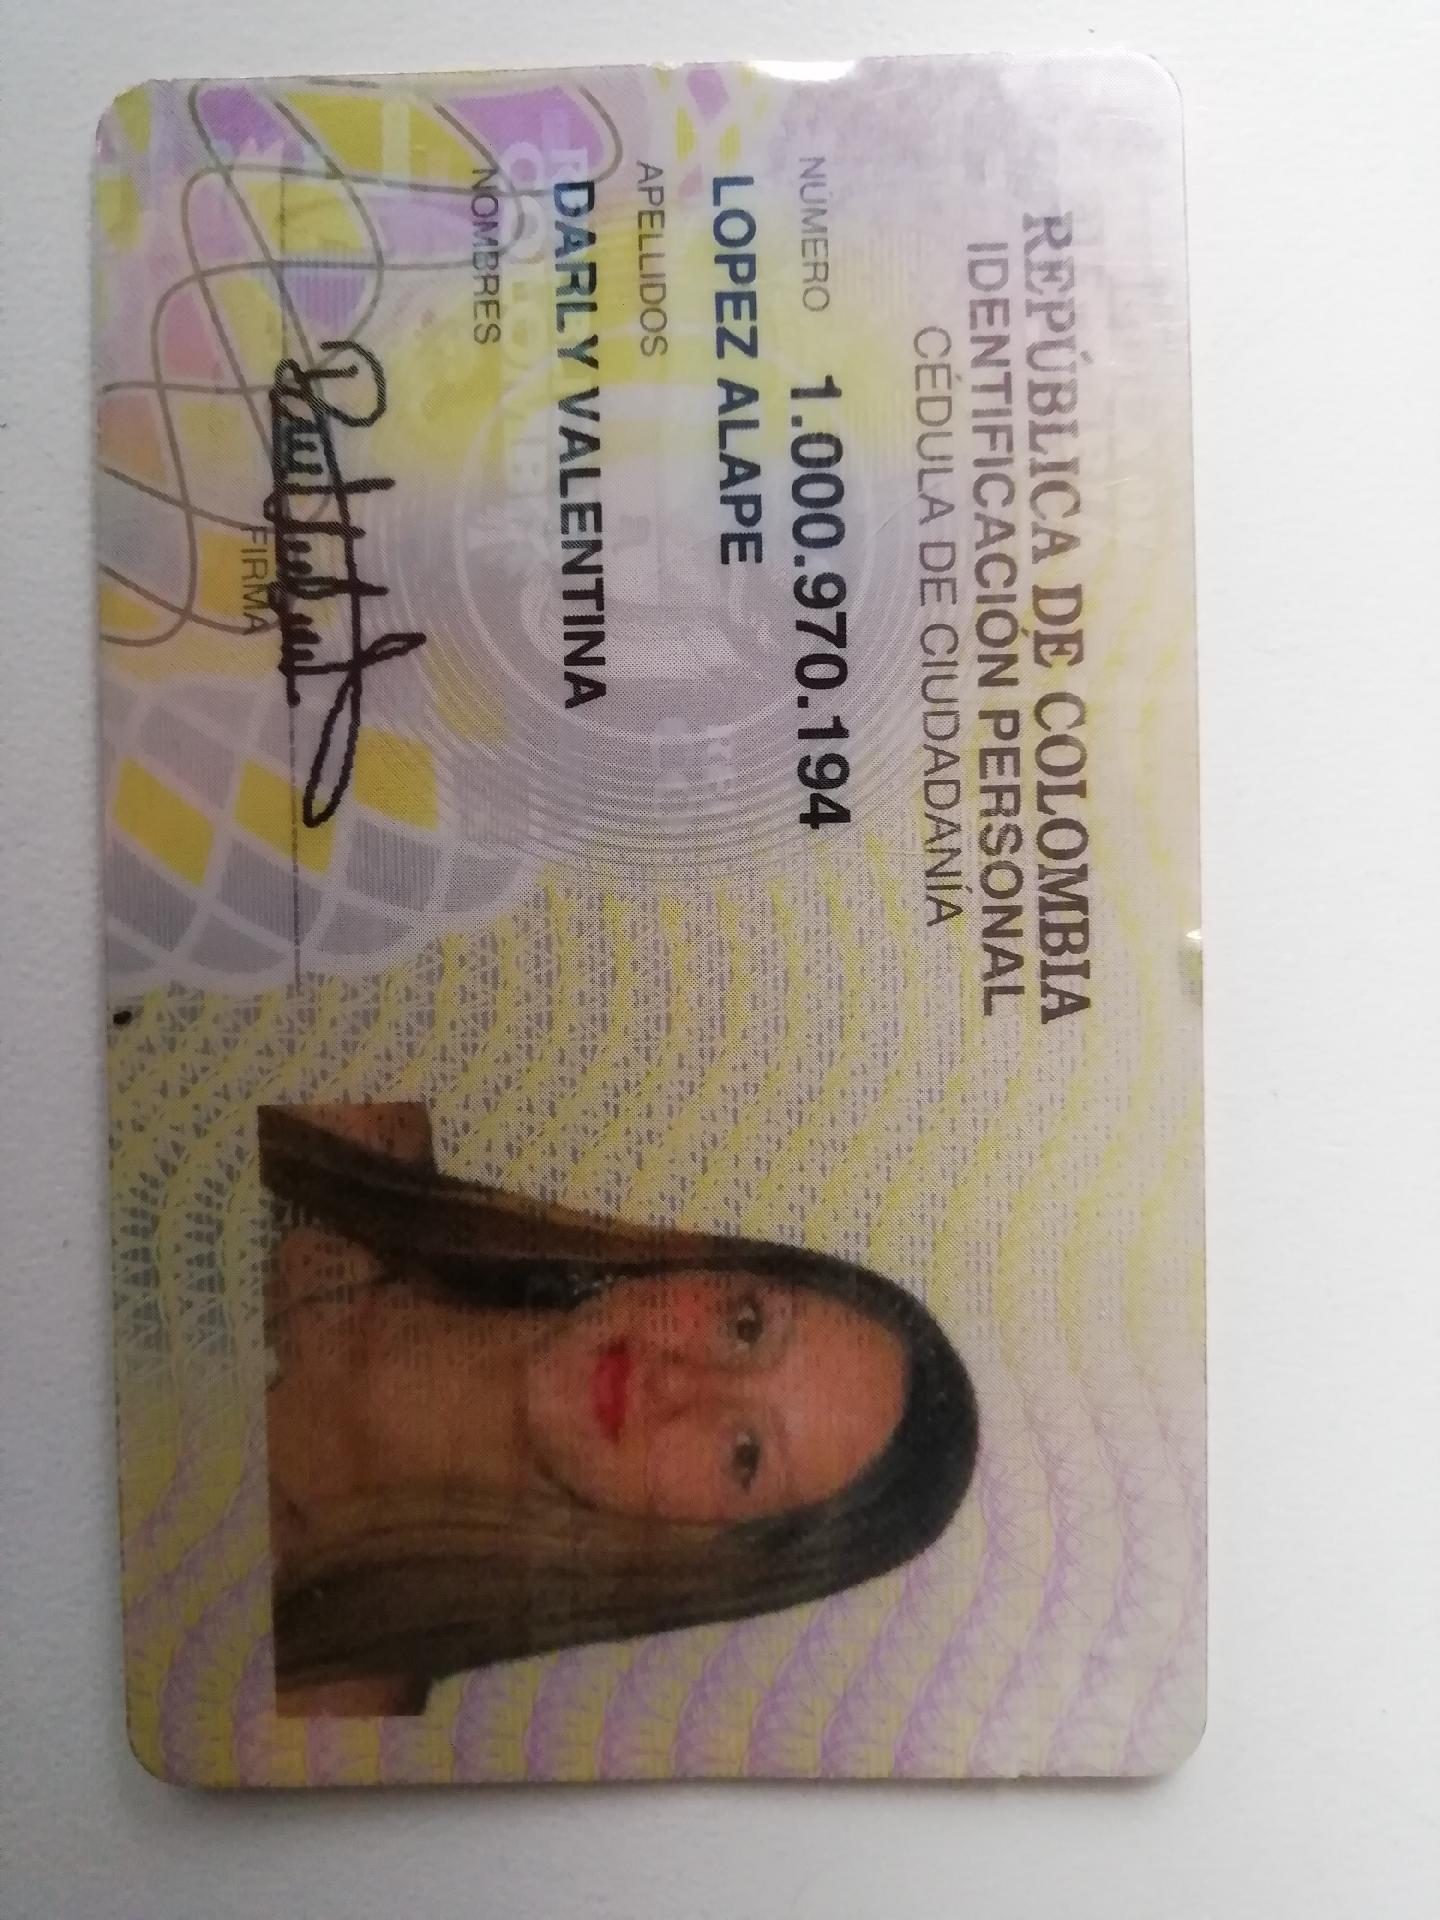 REPÚBLICA DE COLOMBIA
IDENTIFICACIÓN PERSONAL
CÉDULA DE CIUDADANÍA
NÚMERO 1.000.970.194
LOPEZ ALAPE
APELLIDOS
DARLY VALENTINA
NOMBRES
FIRMA